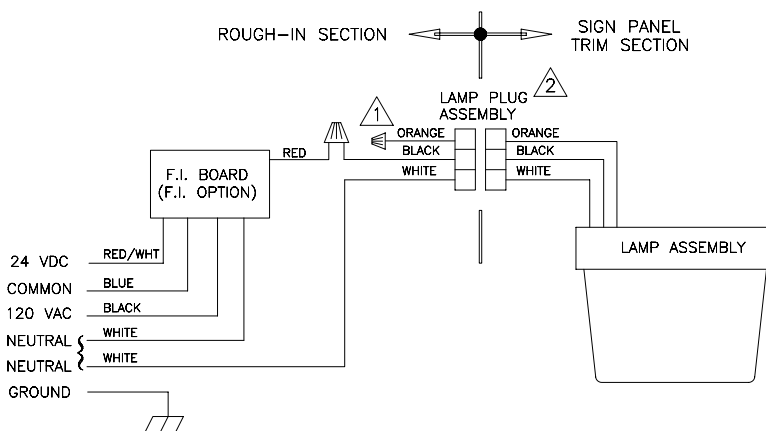 ROUGH-IN SECTION
SIGN PANEL
TRIM SECTION
2
LAMP PLUG
ASSEMBLY
1
ORANGE
ORANGE
RED
BLACK
BLACK
WHITE
WHITE
F.I. BOARD
(F.I. OPTION)
LAMP ASSEMBLY
24 VDC
RED/WHT
COMMON
BLUE
120 VAC
BLACK
NEUTRAL
WHITE
NEUTRAL
WHITE
GROUND